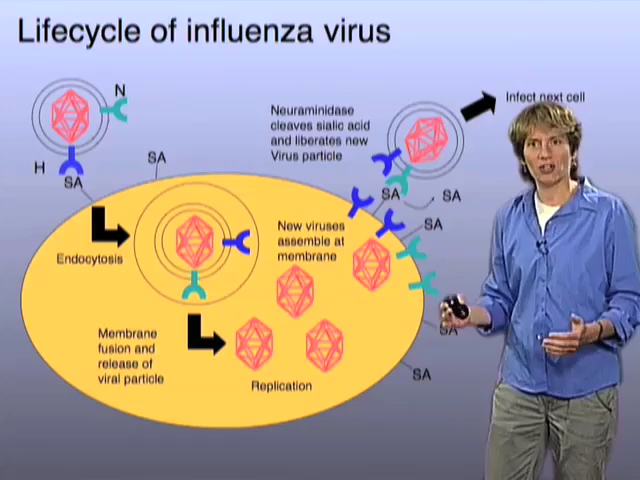 Lifecycle of influenza virus
N
H
SA
SA
Endocytosis
Membrane
fusion and
release of
viral particle
Replication
New viruses
assemble at
membrane
Neuraminidase
cleaves sialic acid
and liberates new
Virus particle
Infect next cell
SA
SA
SA
SA
SA